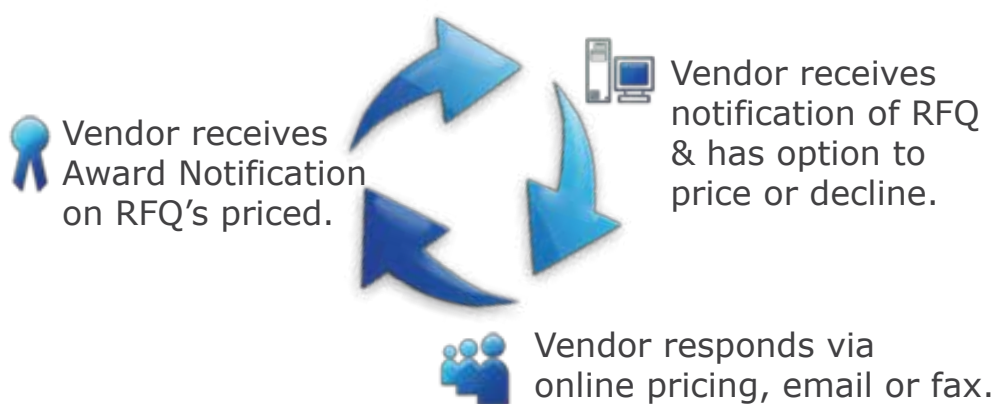 Vendor receives
notification of RFQ
& has option to
price or decline.
Vendor receives
Award Notification
on RFQ’s priced.
Vendor responds via
online pricing, email or fax.